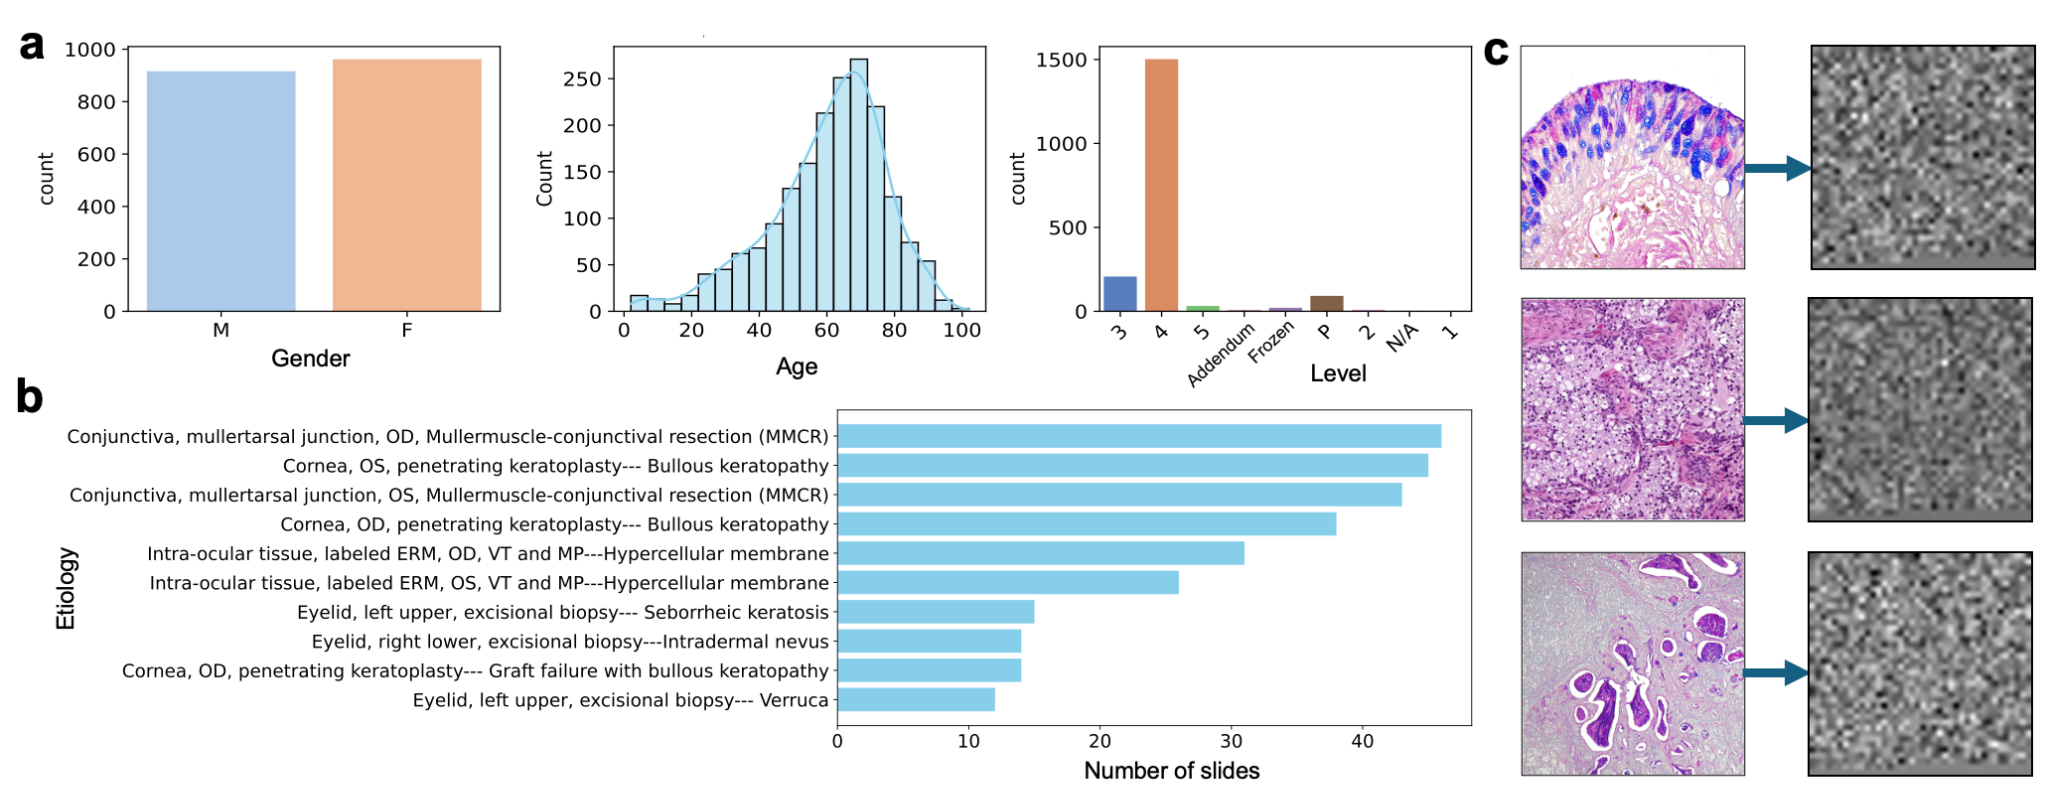 a
1000
800
600
400
200
0
count
M
F
Gender
250
200
150
100
50
0
Count
0
20
40
60
80
100
Age
1500
1000
500
0
count
3
4
5
Addendum
Frozen
P
2
N/A
1
Level
b
Etiology
Conjunctiva, mullertarsal junction, OD, Mullermuscle-conjunctival resection (MMCR)
Cornea, OS, penetrating keratoplasty--- Bullous keratopathy
Conjunctiva, mullertarsal junction, OS, Mullermuscle-conjunctival resection (MMCR)
Cornea, OD, penetrating keratoplasty--- Bullous keratopathy
Intra-ocular tissue, labeled ERM, OD, VT and MP---Hypercellular membrane
Intra-ocular tissue, labeled ERM, OS, VT and MP---Hypercellular membrane
Eyelid, left upper, excisional biopsy--- Seborrheic keratosis
Eyelid, right lower, excisional biopsy---Intradermal nevus
Cornea, OD, penetrating keratoplasty--- Graft failure with bullous keratopathy
Eyelid, left upper, excisional biopsy--- Verruca
0
10
20
30
40
Number of slides
c